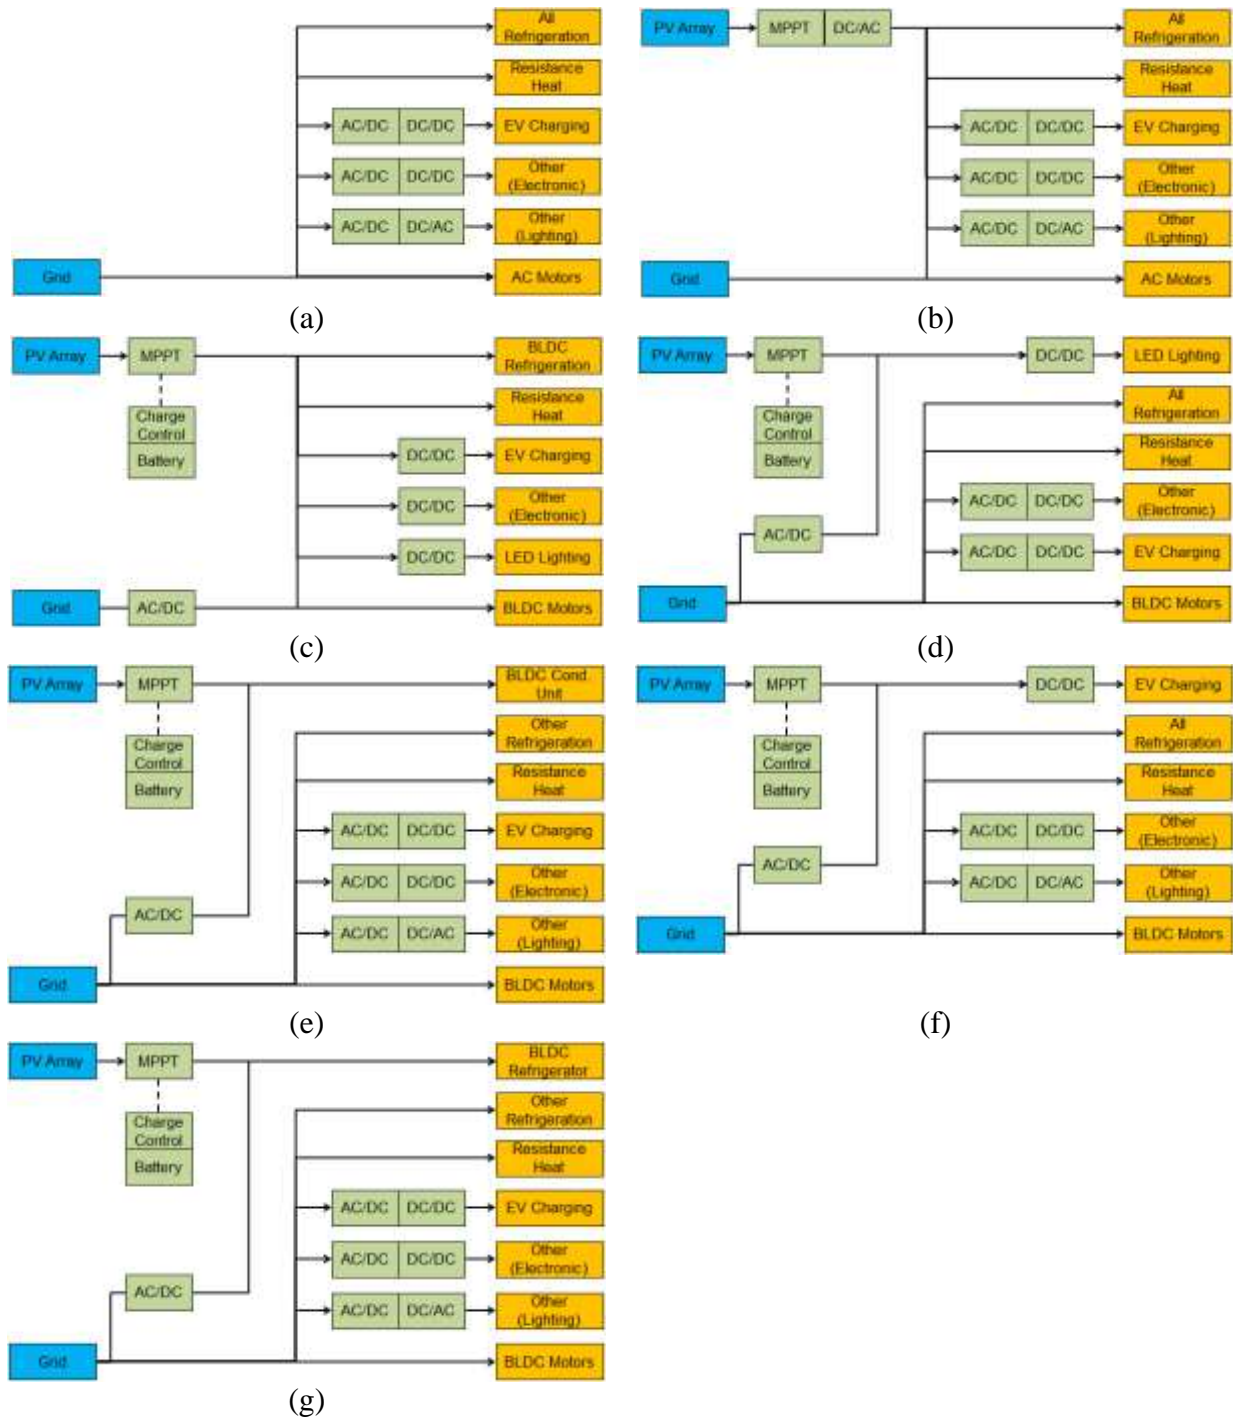 All
Refrigeration
Resistance
Heat
AC/DC DC/DC EV Charging
AC/DC DC/DC Other
(Electronic)
AC/DC DC/AC Other
(Lighting)
Grid AC Motors
(a)
PV Array MPPT DC/AC All
Refrigeration
Resistance
Heat
AC/DC DC/DC EV Charging
AC/DC DC/DC Other
(Electronic)
AC/DC DC/AC Other
(Lighting)
Grid AC Motors
(b)
PV Array MPPT BLDC
Refrigeration
Charge
Control
Battery
Resistance
Heat
DC/DC EV Charging
DC/DC Other
(Electronic)
DC/DC LED Lighting
Grid AC/DC BLDC Motors
(c)
PV Array MPPT DC/DC LED Lighting
Charge
Control
Battery
All
Refrigeration
Resistance
Heat
AC/DC DC/DC Other
(Electronic)
AC/DC
AC/DC DC/DC EV Charging
Grid BLDC Motors
(d)
PV Array MPPT BLDC Cond.
Unit
Charge
Control
Battery
Other
Refrigeration
Resistance
Heat
AC/DC DC/DC EV Charging
AC/DC DC/DC Other
(Electronic)
AC/DC
AC/DC DC/AC Other
(Lighting)
Grid BLDC Motors
(e)
PV Array MPPT DC/DC EV Charging
Charge
Control
Battery
All
Refrigeration
Resistance
Heat
AC/DC DC/DC Other
(Electronic)
AC/DC
AC/DC DC/AC Other
(Lighting)
Grid BLDC Motors
(f)
PV Array MPPT BLDC
Refrigerator
Charge
Control
Battery
Other
Refrigeration
Resistance
Heat
AC/DC DC/DC EV Charging
AC/DC DC/DC Other
(Electronic)
AC/DC
AC/DC DC/AC Other
(Lighting)
Grid BLDC Motors
(g)